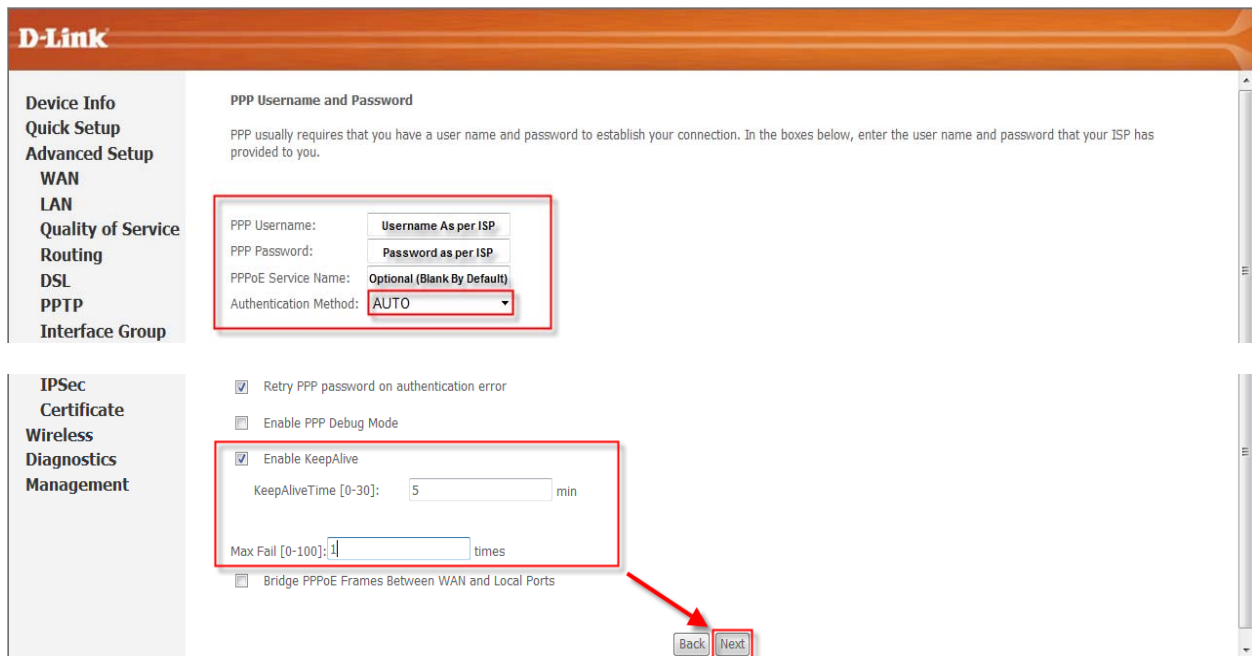 D-Link
Device Info
Quick Setup
Advanced Setup
WAN
LAN
Quality of Service
Routing
DSL
PPTP
Interface Group
PPP Username and Password
PPP usually requires that you have a user name and password to establish your connection. In the boxes below, enter the user name and password that your ISP has
provided to you.
PPP Username: Username As per ISP
PPP Password: Password as per ISP
PPPoE Service Name: Optional (Blank By Default)
Authentication Method: AUTO
IPSec
Certificate
Wireless
Diagnostics
Management
Retry PPP password on authentication error
Enable PPP Debug Mode
Enable KeepAlive
KeepAliveTime [0-30]: 5 min
Max Fail [0-100]: 1 times
Bridge PPPoE Frames Between WAN and Local Ports
Back Next